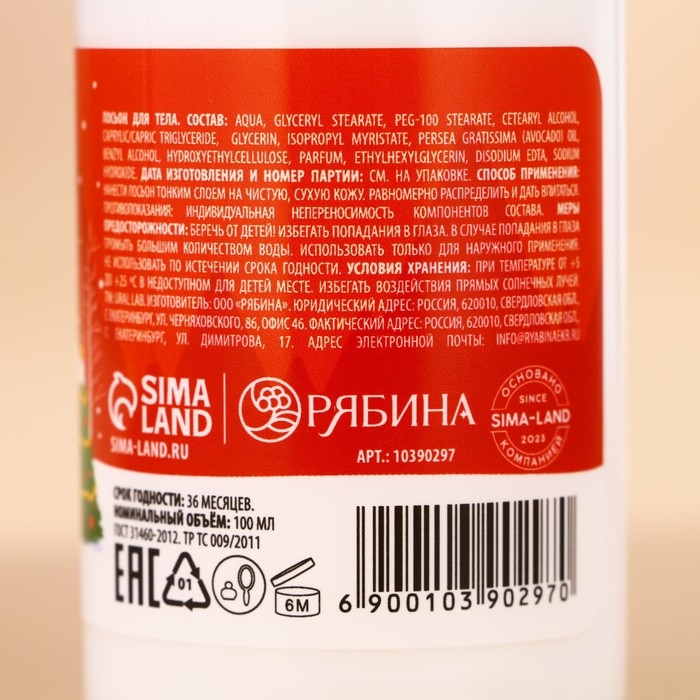 ЛОСЬОН ДЛЯ ТЕЛА. СОСТАВ: AQUA, GLYCERYL STEARATE, PEG-100 STEARATE, CETEARYL ALCOHOL,
CAPRYLIC/CAPRIC TRIGLYCERIDE, GLYCERIN, ISOPROPYL MYRISTATE, PERSEA GRATISSIMA (AVOCADO) OIL,
BENZYL ALCOHOL, HYDROXYETHYLCELLULOSE, PARFUM, ETHYLHEXYLGLYCERIN, DISODIUM EDTA, SODIUM
HYDROXIDE. ДАТА ИЗГОТОВЛЕНИЯ И НОМЕР ПАРТИИ: СМ. НА УПАКОВКЕ. СПОСОБ ПРИМЕНЕНИЯ:
НАНЕСТИ ЛОСЬОН ТОНКИМ СЛОЕМ НА ЧИСТУЮ, СУХУЮ КОЖУ. РАВНОМЕРНО РАСПРЕДЕЛИТЬ И ДАТЬ ВПИТАТЬСЯ.
ПРОТИВОПОКАЗАНИЯ: ИНДИВИДУАЛЬНАЯ НЕПЕРЕНОСИМОСТЬ КОМПОНЕНТОВ СОСТАВА. МЕРЫ
ПРЕДОСТОРОЖНОСТИ: БЕРЕЧЬ ОТ ДЕТЕЙ! ИЗБЕГАТЬ ПОПАДАНИЯ В ГЛАЗА. В СЛУЧАЕ ПОПАДАНИЯ В ГЛАЗА
ПРОМЫТЬ БОЛЬШИМ КОЛИЧЕСТВОМ ВОДЫ. ИСПОЛЬЗОВАТЬ ТОЛЬКО ДЛЯ НАРУЖНОГО ПРИМЕНЕНИЯ.
НЕ ИСПОЛЬЗОВАТЬ ПО ИСТЕЧЕНИИ СРОКА ГОДНОСТИ. УСЛОВИЯ ХРАНЕНИЯ: ПРИ ТЕМПЕРАТУРЕ ОТ +5
ДО +25 °С В НЕДОСТУПНОМ ДЛЯ ДЕТЕЙ МЕСТЕ. ИЗБЕГАТЬ ВОЗДЕЙСТВИЯ ПРЯМЫХ СОЛНЕЧНЫХ ЛУЧЕЙ.
TM: URAL LAB. ИЗГОТОВИТЕЛЬ: ООО «РЯБИНА». ЮРИДИЧЕСКИЙ АДРЕС: РОССИЯ, 620010, СВЕРДЛОВСКАЯ ОБЛ.,
Г. ЕКАТЕРИНБУРГ, УЛ. ЧЕРНЯХОВСКОГО, 86, ОФИС 46. ФАКТИЧЕСКИЙ АДРЕС: РОССИЯ, 620010, СВЕРДЛОВСКАЯ ОБЛ.,
Г. ЕКАТЕРИНБУРГ, УЛ. ДИМИТРОВА, 17. АДРЕС ЭЛЕКТРОННОЙ ПОЧТЫ: INFO@RYABINAEKB.RU
SIMA
LAND
SIMA-LAND.RU
РЯБИНА
АРТ.: 10390297
ОСНОВАНО
SINCE
SIMA-LAND
2023
КОМПАНИЕЙ
СРОК ГОДНОСТИ: 36 МЕСЯЦЕВ.
НОМИНАЛЬНЫЙ ОБЪЁМ: 100 МЛ
ГОСТ 31460-2012. ТР ТС 009/2011
EAC
01
6M
6 900103 902970